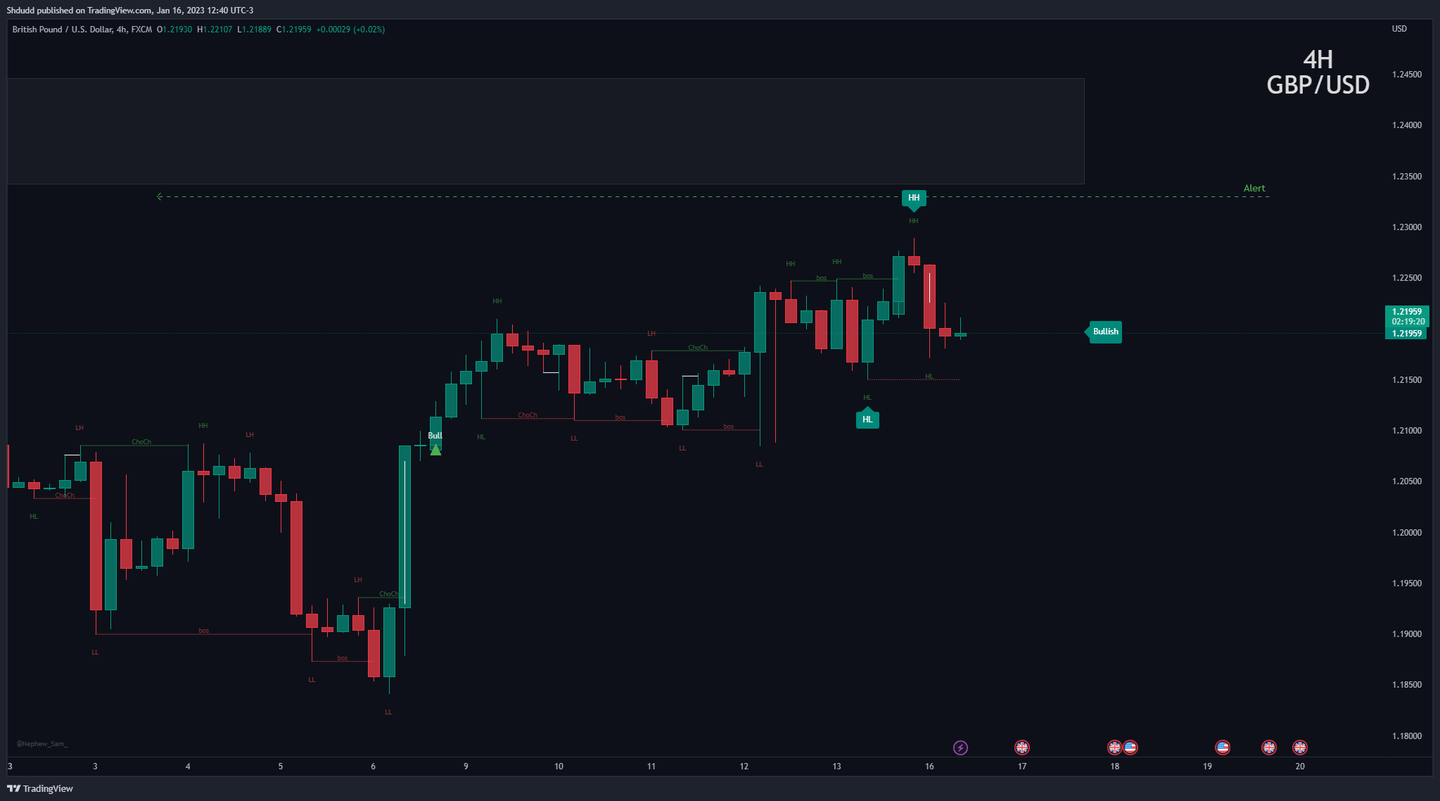 Shdudd published on TradingView.com, Jan 16, 2023 12:40 UTC-3
British Pound / U.S. Dollar, 4h, FXCM O1.21930 H1.22107 L1.21889 C1.21959 +0.00029 (+0.02%)
USD
4H
GBP/USD
1.24500
1.24000
1.23500
Alert
HH
HH
1.23000
HH
HH
bos
bos
1.22500
HH
1.21959
02:19:20
1.21959
Bullish
LH
ChoCh
HL
1.21500
HL
HL
ChoCh
bos
bos
LH
HH
LH
Bull
HL
LL
LL
LL
1.21000
ChoCh
1.20500
ChoCh
HL
1.20000
1.19500
LH
ChoCh
bos
1.19000
LL
bos
LL
1.18500
LL
@Nephew_Sam_
1.18000
3 3 4 5 6 9 10 11 12 13 16 17 18 19 20
TradingView